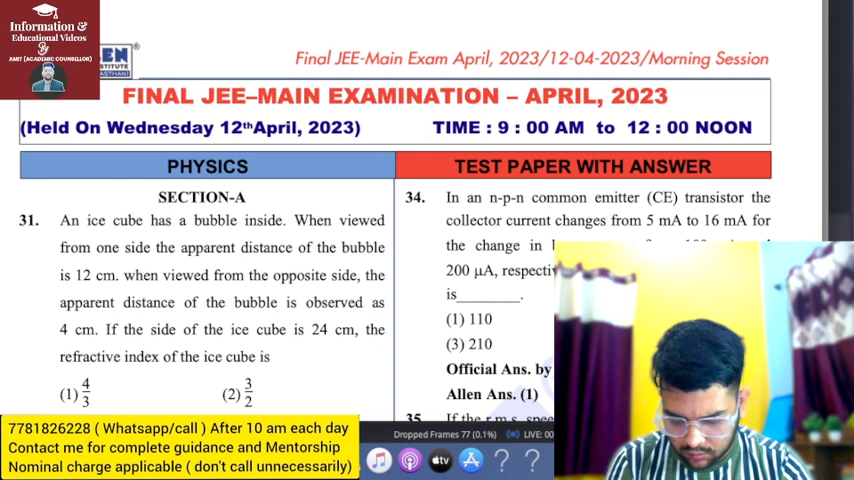 Information &
Educational Videos
By
AMIT (ACADEMIC COUNSELLOR)
Final JEE-Main Exam April, 2023/12-04-2023/Morning Session
FINAL JEE–MAIN EXAMINATION – APRIL, 2023
(Held On Wednesday 12th April, 2023)
TIME : 9 : 00 AM to 12 : 00 NOON
PHYSICS
TEST PAPER WITH ANSWER
SECTION-A
31. An ice cube has a bubble inside. When viewed
from one side the apparent distance of the bubble
is 12 cm. when viewed from the opposite side, the
apparent distance of the bubble is observed as
4 cm. If the side of the ice cube is 24 cm, the
refractive index of the ice cube is
(1) 4/3 (2) 3/2
34. In an n-p-n common emitter (CE) transistor the
collector current changes from 5 mA to 16 mA for
the change in
200 μA,
is________.
(1) 110
(3) 210
Official Ans. by
Allen Ans. (1)
35. If the r.m.s.
7781826228 ( Whatsapp/call ) After 10 am each day
Contact me for complete guidance and Mentorship
Nominal charge applicable ( don't call unnecessarily)
Dropped Frames 77 (0.1%)
LIVE: 00
tv